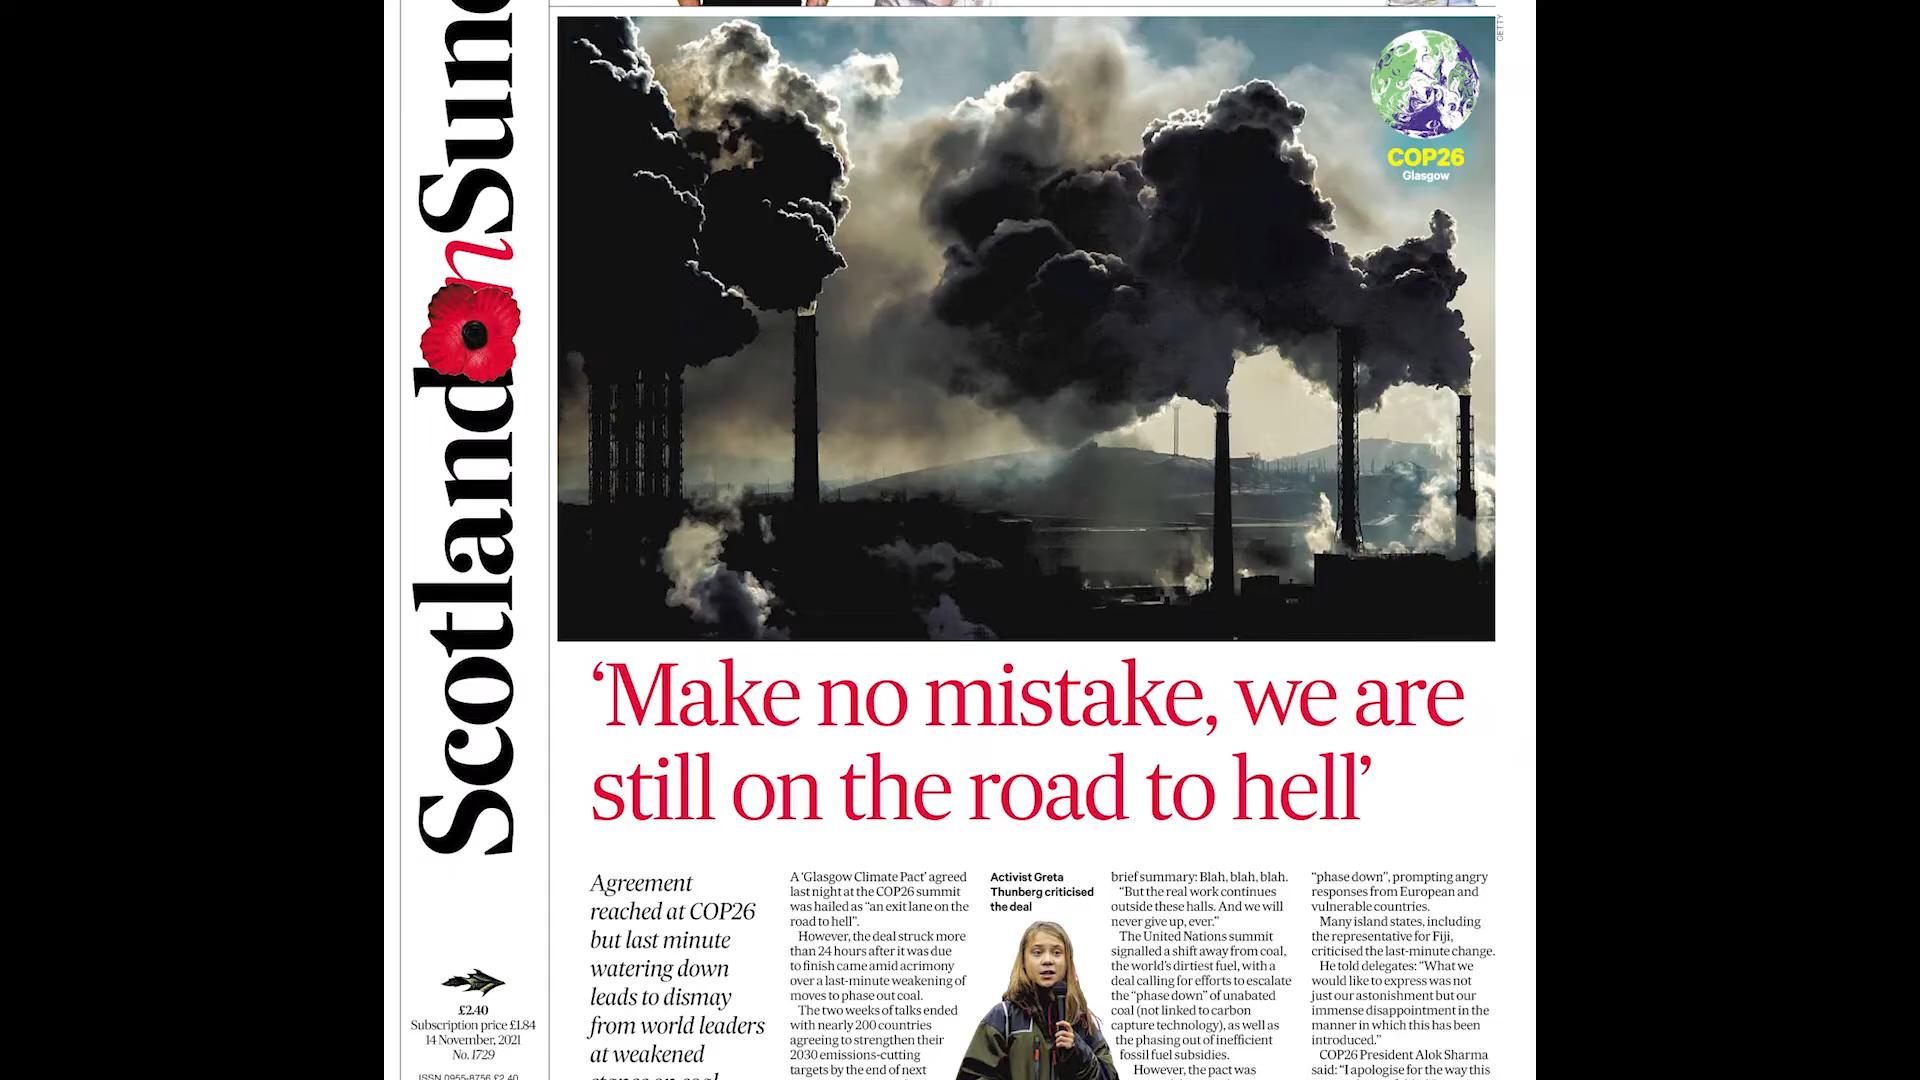 Scotland on Sund
GETTY
COP26
Glasgow
‘Make no mistake, we are
still on the road to hell’
Agreement
reached at COP26
but last minute
watering down
leads to dismay
from world leaders
at weakened
A ‘Glasgow Climate Pact’ agreed
last night at the COP26 summit
was hailed as “an exit lane on the
road to hell”.
However, the deal struck more
than 24 hours after it was due
to finish came amid acrimony
over a last-minute weakening of
moves to phase out coal.
The two weeks of talks ended
with nearly 200 countries
agreeing to strengthen their
2030 emissions-cutting
targets by the end of next
Activist Greta
Thunberg criticised
the deal
brief summary: Blah, blah, blah.
“But the real work continues
outside these halls. And we will
never give up, ever.”
The United Nations summit
signalled a shift away from coal,
the world’s dirtiest fuel, with a
deal calling for efforts to escalate
the “phase down” of unabated
coal (not linked to carbon
capture technology), as well as
the phasing out of inefficient
fossil fuel subsidies.
However, the pact was
“phase down”, prompting angry
responses from European and
vulnerable countries.
Many island states, including
the representative for Fiji,
criticised the last-minute change.
He told delegates: “What we
would like to express was not
just our astonishment but our
immense disappointment in the
manner in which this has been
introduced.”
COP26 President Alok Sharma
said: “I apologise for the way this
£2.40
Subscription price £1.84
14 November, 2021
No. 1729
ISSN 0955-8756 £2.40